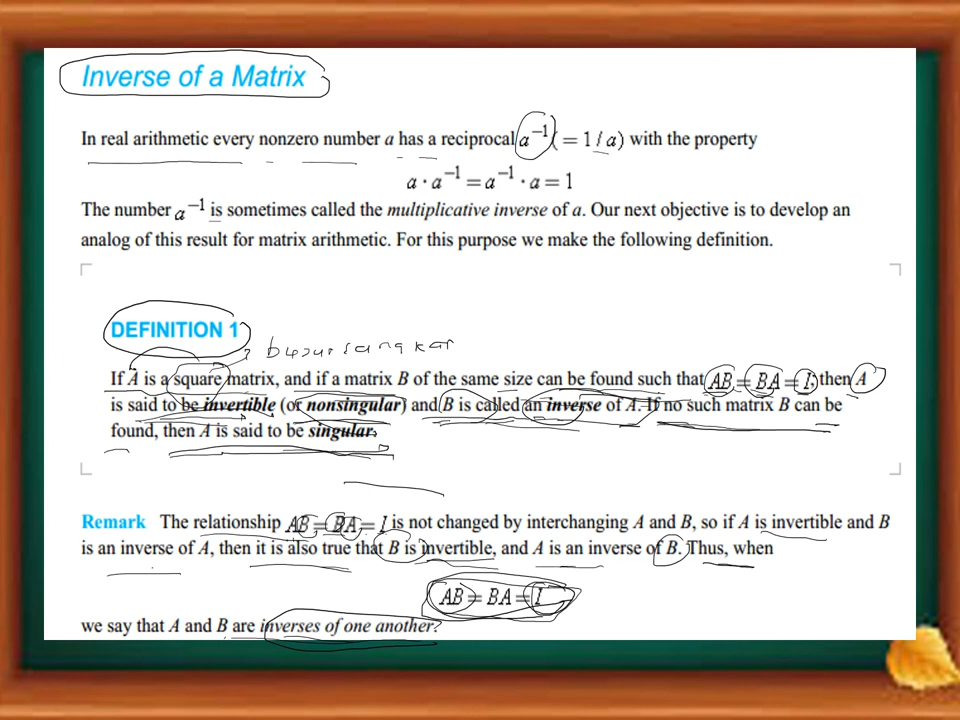 Inverse of a Matrix
In real arithmetic every nonzero number a has a reciprocal a⁻¹(= 1 / a) with the property
a · a⁻¹ = a⁻¹ · a = 1
The number a⁻¹ is sometimes called the multiplicative inverse of a. Our next objective is to develop an
analog of this result for matrix arithmetic. For this purpose we make the following definition.
DEFINITION 1
If A is a square matrix, and if a matrix B of the same size can be found such that AB = BA = I, then A
is said to be invertible (or nonsingular) and B is called an inverse of A. If no such matrix B can be
found, then A is said to be singular.
Remark The relationship AB = BA = I is not changed by interchanging A and B, so if A is invertible and B
is an inverse of A, then it is also true that B is invertible, and A is an inverse of B. Thus, when
AB = BA = I
we say that A and B are inverses of one another.